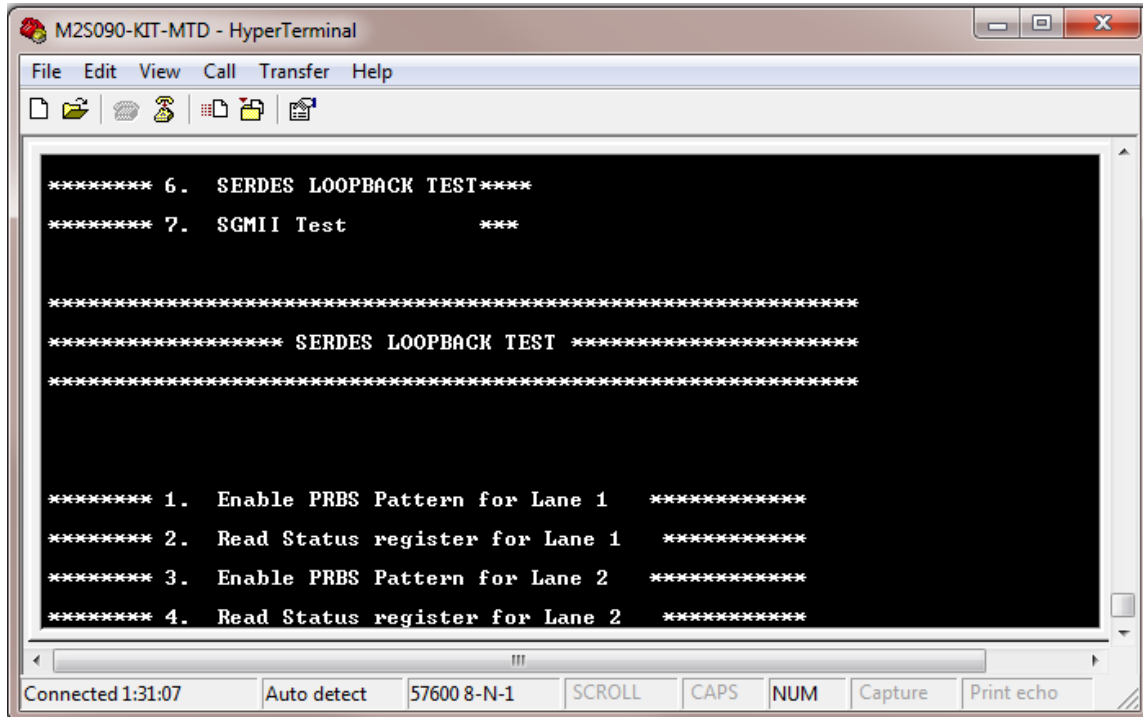 M2S090-KIT-MTD - HyperTerminal
File Edit View Call Transfer Help
******** 6. SERDES LOOPBACK TEST****
******** 7. SGMII Test ***
**************************************************************
****************** SERDES LOOPBACK TEST **********************
**************************************************************
******** 1. Enable PRBS Pattern for Lane 1 ************
******** 2. Read Status register for Lane 1 ***********
******** 3. Enable PRBS Pattern for Lane 2 ************
******** 4. Read Status register for Lane 2 ***********
Connected 1:31:07 Auto detect 57600 8-N-1 SCROLL CAPS NUM Capture Print echo